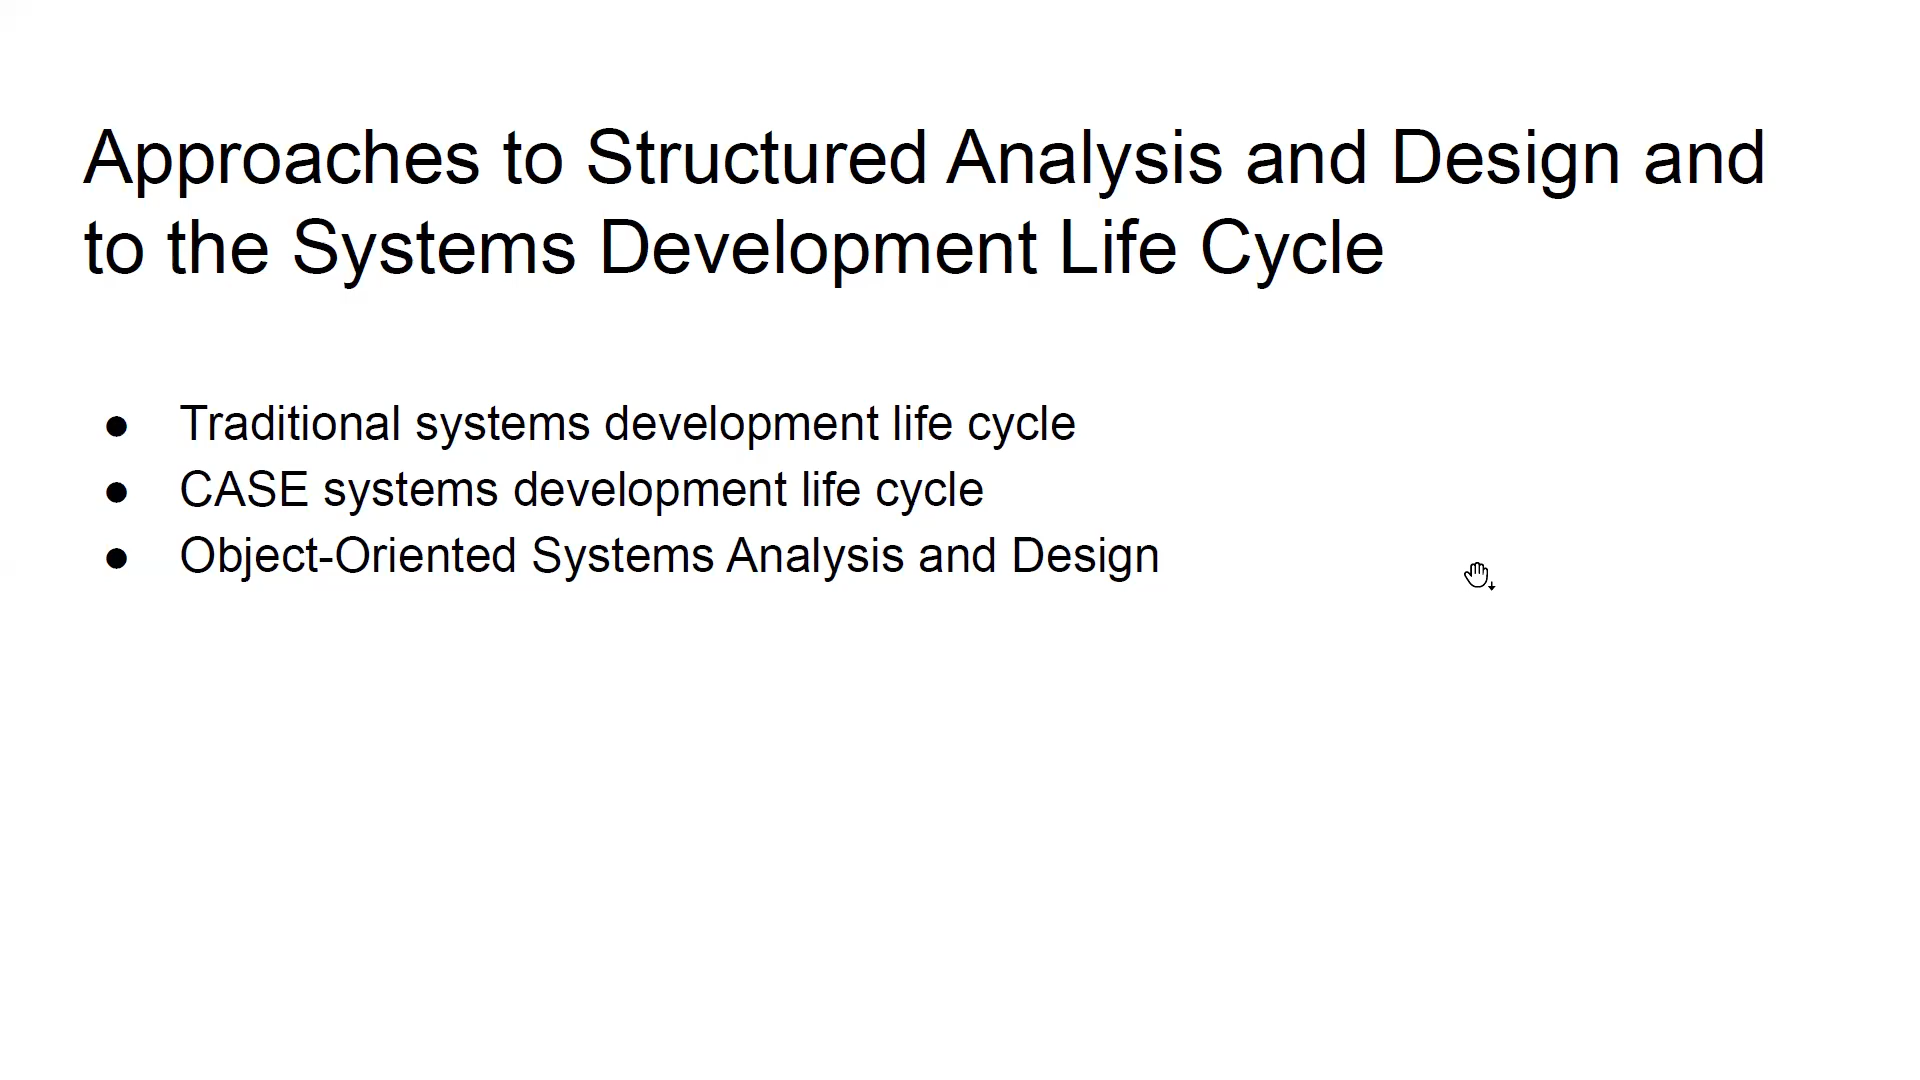 Approaches to Structured Analysis and Design and
to the Systems Development Life Cycle
● Traditional systems development life cycle
● CASE systems development life cycle
● Object-Oriented Systems Analysis and Design